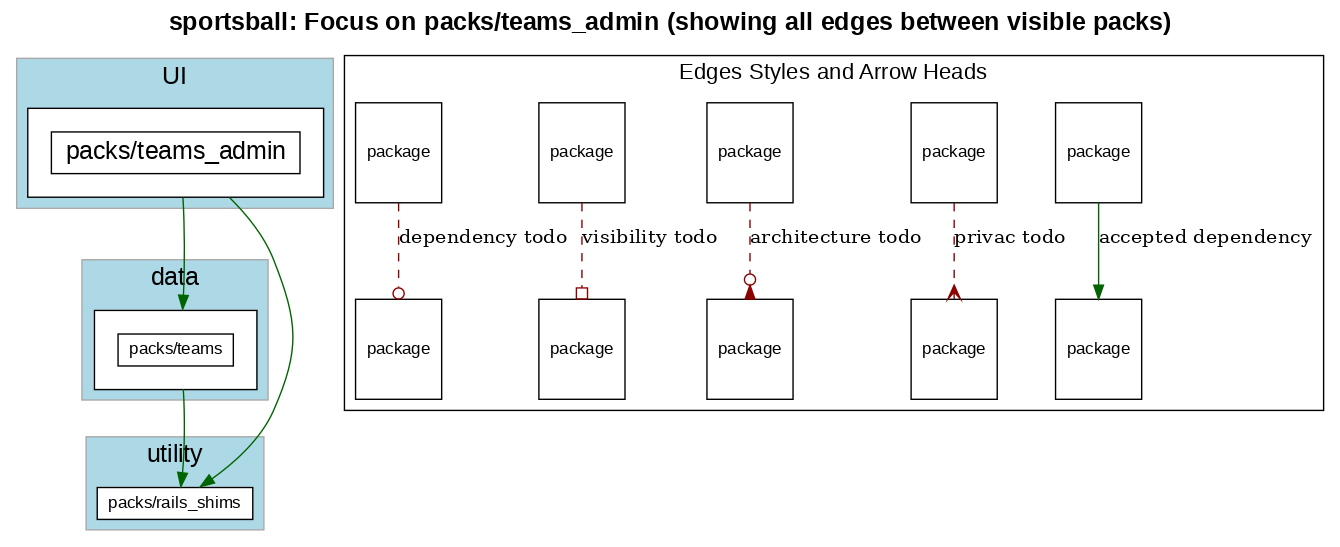 sportsball: Focus on packs/teams_admin (showing all edges between visible packs)
UI
packs/teams_admin
data
packs/teams
utility
packs/rails_shims
Edges Styles and Arrow Heads
package
package
package
package
package
dependency todo
visibility todo
architecture todo
privac todo
accepted dependency
package
package
package
package
package